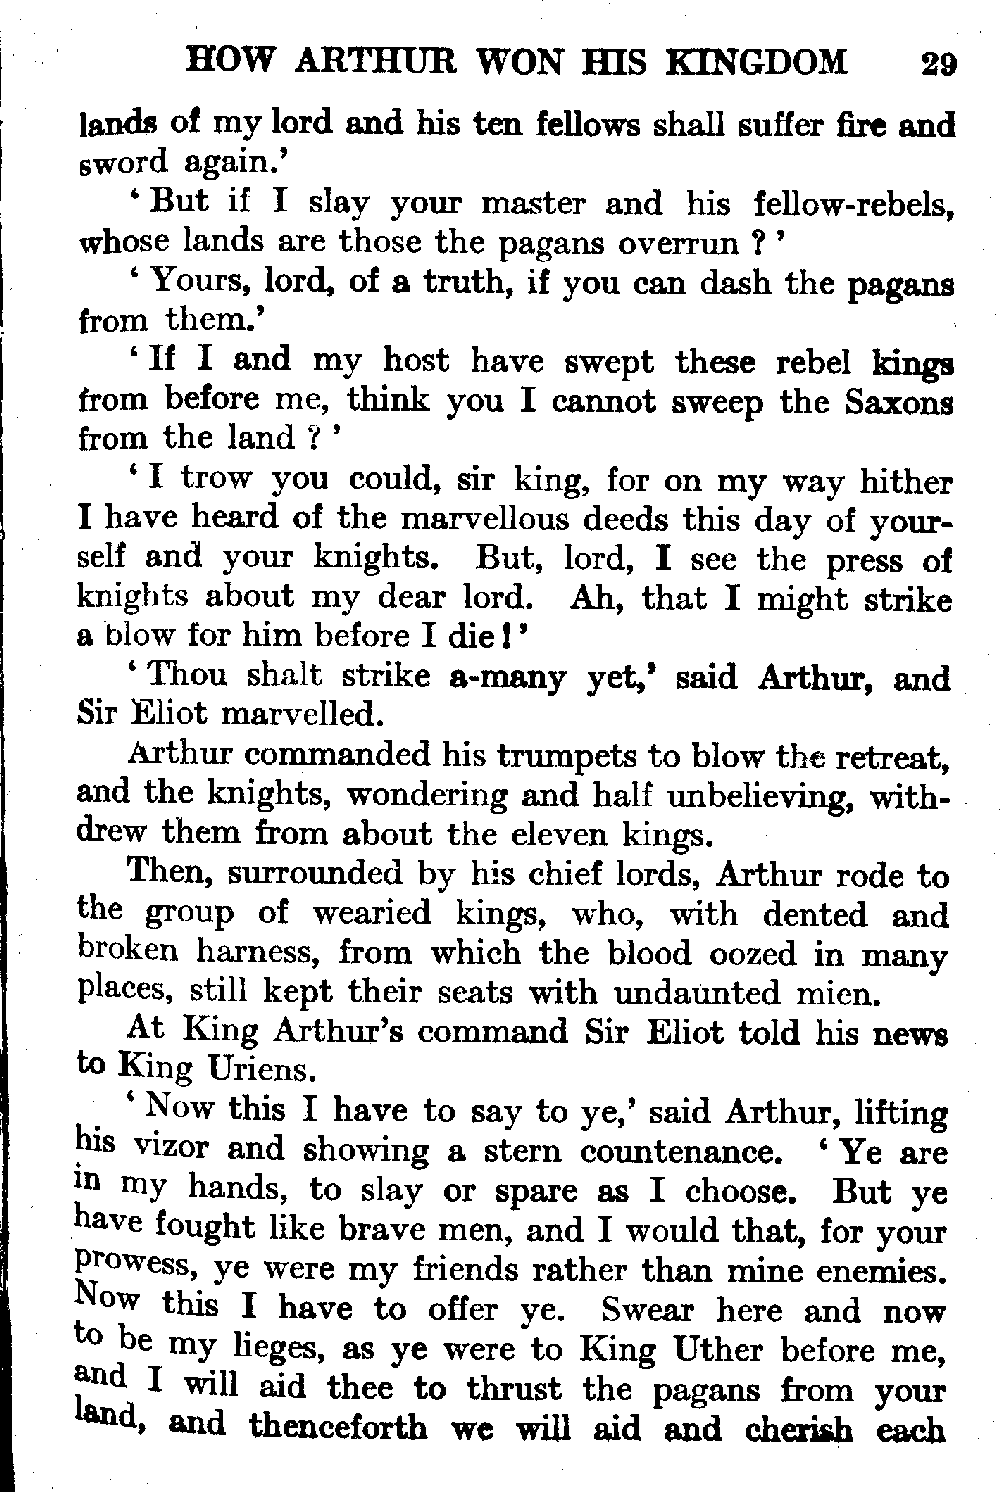 HOW ARTHUR WON HIS KINGDOM 29
lands of my lord and his ten fellows shall suffer fire and
sword again.’
‘ But if I slay your master and his fellow-rebels,
whose lands are those the pagans overrun ? ’
‘ Yours, lord, of a truth, if you can dash the pagans
from them.’
‘ If I and my host have swept these rebel kings
from before me, think you I cannot sweep the Saxons
from the land ? ’
‘ I trow you could, sir king, for on my way hither
I have heard of the marvellous deeds this day of your-
self and your knights. But, lord, I see the press of
knights about my dear lord. Ah, that I might strike
a blow for him before I die ! ’
‘ Thou shalt strike a-many yet,’ said Arthur, and
Sir Eliot marvelled.
Arthur commanded his trumpets to blow the retreat,
and the knights, wondering and half unbelieving, with-
drew them from about the eleven kings.
Then, surrounded by his chief lords, Arthur rode to
the group of wearied kings, who, with dented and
broken harness, from which the blood oozed in many
places, still kept their seats with undaunted mien.
At King Arthur’s command Sir Eliot told his news
to King Uriens.
‘ Now this I have to say to ye,’ said Arthur, lifting
his vizor and showing a stern countenance. ‘ Ye are
in my hands, to slay or spare as I choose. But ye
have fought like brave men, and I would that, for your
prowess, ye were my friends rather than mine enemies.
Now this I have to offer ye. Swear here and now
to be my lieges, as ye were to King Uther before me,
and I will aid thee to thrust the pagans from your
land, and thenceforth we will aid and cherish each